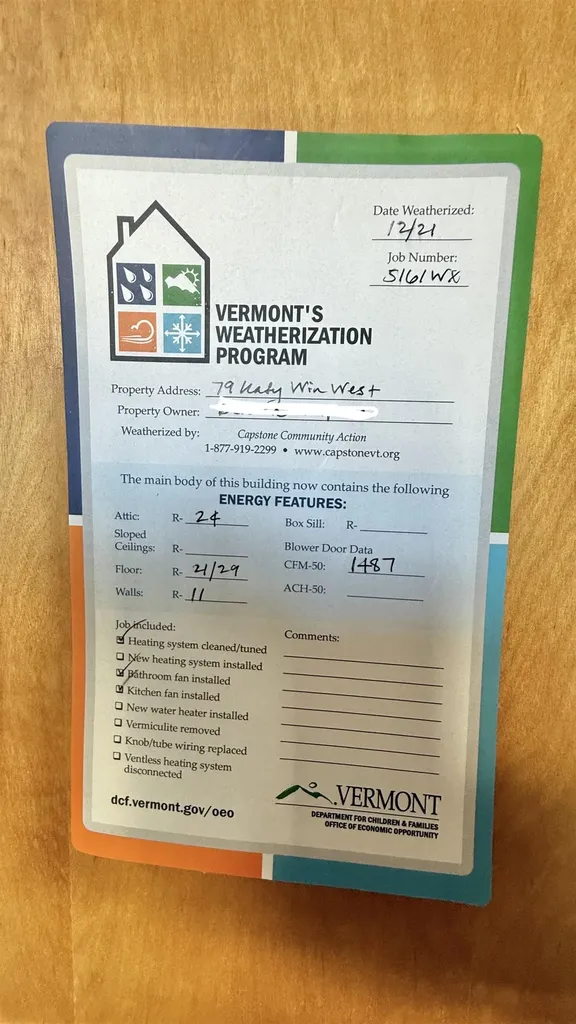 Date Weatherized:
12/21
Job Number:
5161WX
VERMONT'S
WEATHERIZATION
PROGRAM
Property Address: 79 Katy Win West
Property Owner:
Weatherized by: Capstone Community Action
1-877-919-2299 • www.capstonevt.org
The main body of this building now contains the following
ENERGY FEATURES:
Attic: R- 24
Box Sill: R-
Sloped
Ceilings: R-
Blower Door Data
Floor: R- 21/29
CFM-50: 1487
Walls: R- 11
ACH-50:
Job included:
Heating system cleaned/tuned
New heating system installed
Bathroom fan installed
Kitchen fan installed
New water heater installed
Vermiculite removed
Knob/tube wiring replaced
Ventless heating system
disconnected
Comments:
dcf.vermont.gov/oeo
VERMONT
DEPARTMENT FOR CHILDREN & FAMILIES
OFFICE OF ECONOMIC OPPORTUNITY